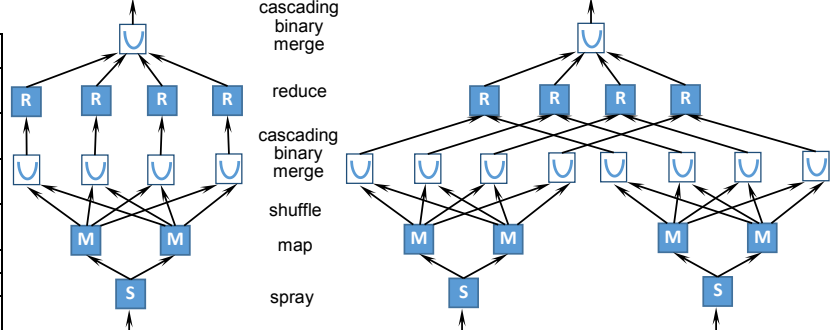 cascading
binary
merge
R R R R
reduce
R R R R
cascading
binary
merge
shuffle
M M
map
M M M M
S
spray
S S